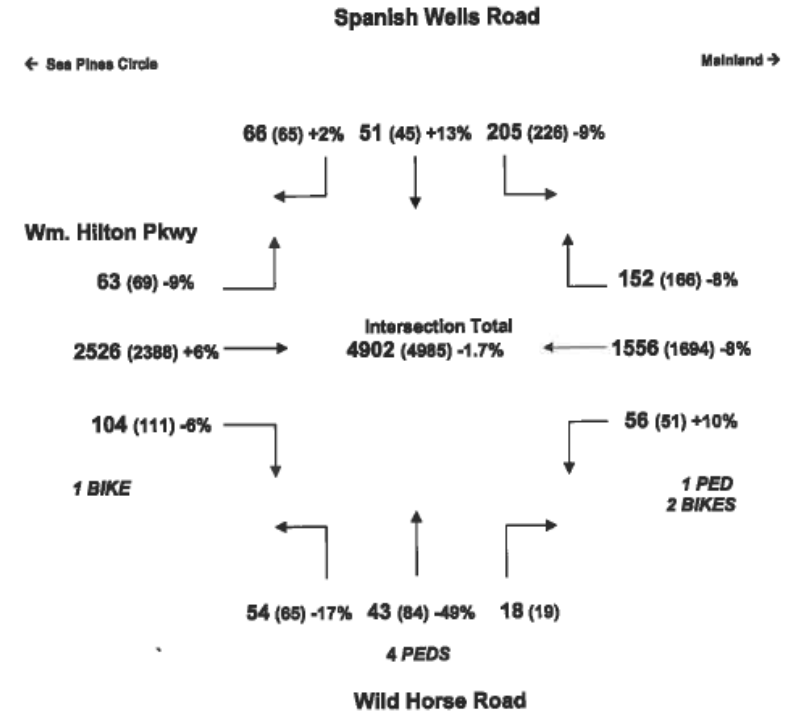 Spanish Wells Road
← Sea Pines Circle
Mainland →
66 (65) +2% 51 (45) +13% 205 (226) -9%
Wm. Hilton Pkwy
63 (69) -9%
152 (166) -8%
Intersection Total
2526 (2388) +6%
4902 (4985) -1.7%
1556 (1694) -8%
104 (111) -6%
56 (51) +10%
1 BIKE
1 PED
2 BIKES
54 (65) -17% 43 (84) -49% 18 (19)
4 PEDS
Wild Horse Road